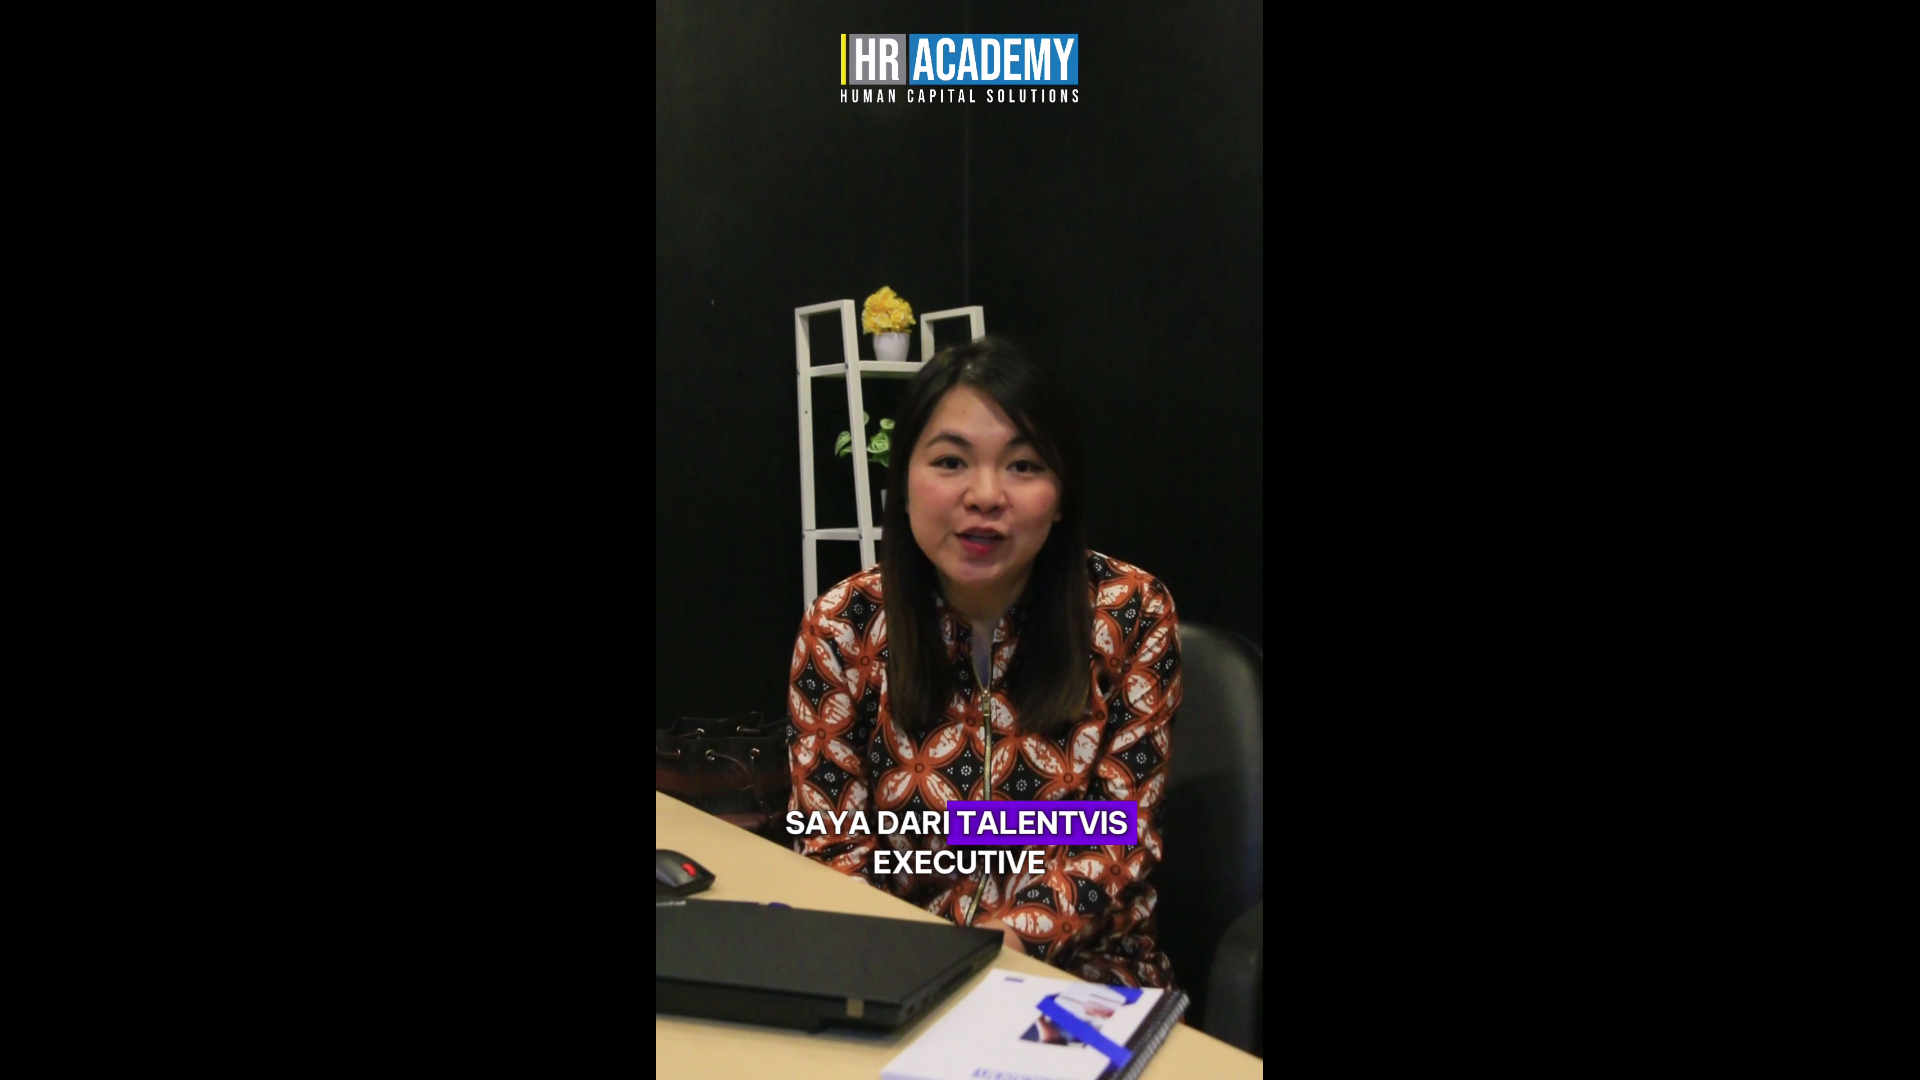 HR ACADEMY
HUMAN CAPITAL SOLUTIONS
SAYA DARI TALENTVIS
EXECUTIVE